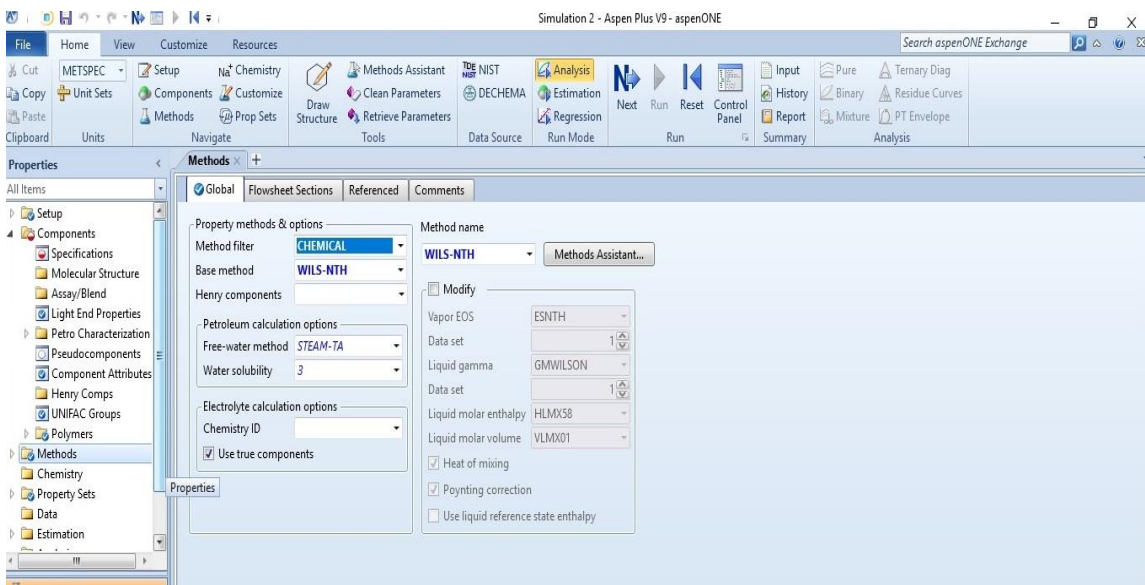 Simulation 2 - Aspen Plus V9 - aspenONE
File Home View Customize Resources Search aspenONE Exchange
Cut METSPEC Setup Na+ Chemistry Methods Assistant NIST Analysis Input Pure Ternary Diag
Copy Unit Sets Components Customize Clean Parameters DECHEMA Estimation History Binary Residue Curves
Paste Methods Prop Sets Draw Structure Retrieve Parameters Regression Next Run Reset Control Panel Report Mixture PT Envelope
Clipboard Units Navigate Tools Data Source Run Mode Run Summary Analysis
Properties Methods
All Items Global Flowsheet Sections Referenced Comments
Setup
Components
Specifications
Molecular Structure
Assay/Blend
Light End Properties
Petro Characterization
Pseudocomponents
Component Attributes
Henry Comps
UNIFAC Groups
Polymers
Methods
Chemistry
Property Sets
Data
Estimation
Properties
Property methods & options
Method filter CHEMICAL
Base method WILS-NTH
Henry components
Petroleum calculation options
Free-water method STEAM-TA
Water solubility 3
Electrolyte calculation options
Chemistry ID
Use true components
Method name
WILS-NTH Methods Assistant...
Modify
Vapor EOS ESNTH
Data set 1
Liquid gamma GMWILSON
Data set 1
Liquid molar enthalpy HLMX58
Liquid molar volume VLMX01
Heat of mixing
Poynting correction
Use liquid reference state enthalpy